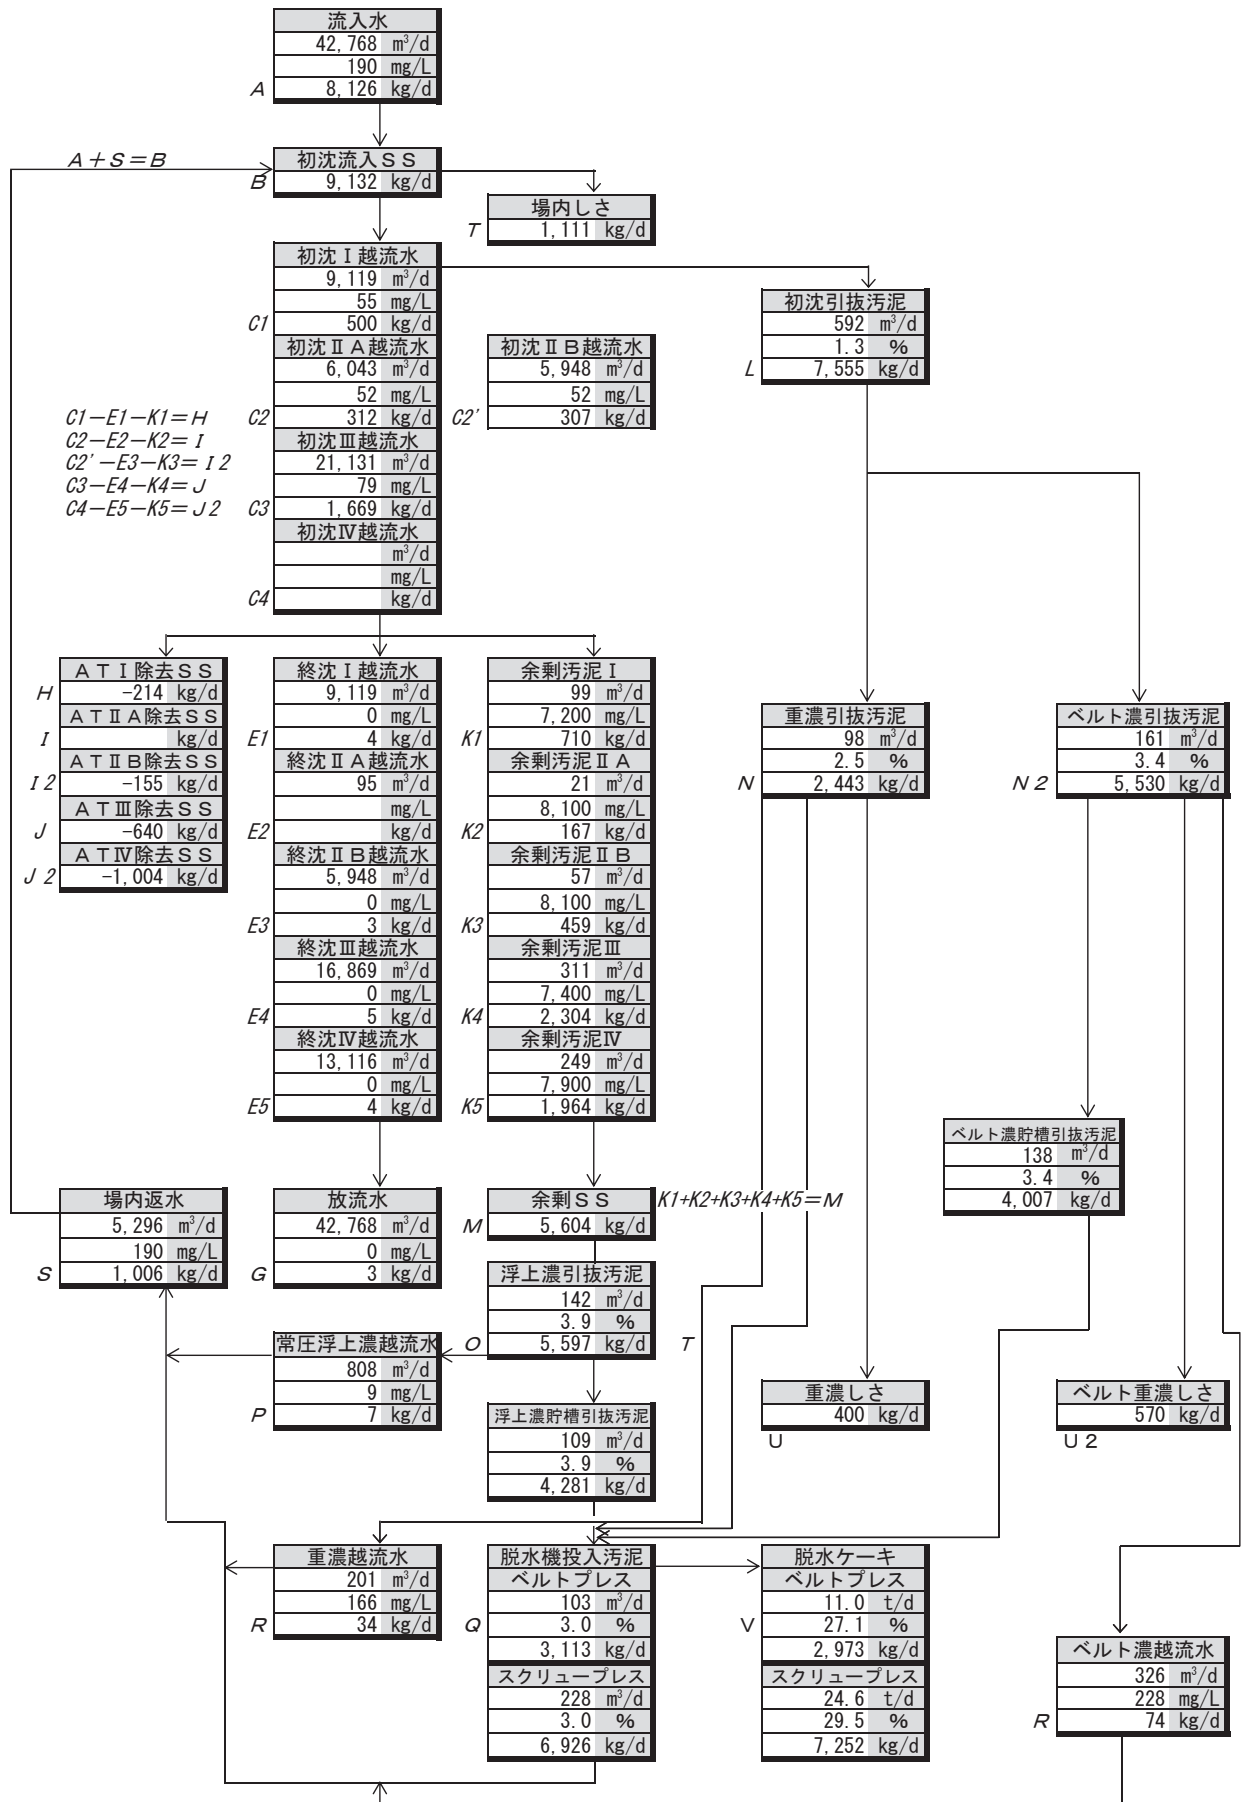 流入水
42,768 m³/d
190 mg/L
A 8,126 kg/d
A+S=B
初沈流入SS
B 9,132 kg/d
場内しさ
T 1,111 kg/d
初沈Ⅰ越流水
9,119 m³/d
55 mg/L
C1 500 kg/d
初沈ⅡA越流水
6,043 m³/d
52 mg/L
C2 312 kg/d
初沈ⅡB越流水
5,948 m³/d
52 mg/L
C2' 307 kg/d
初沈Ⅲ越流水
21,131 m³/d
79 mg/L
C3 1,669 kg/d
初沈Ⅳ越流水
m³/d
mg/L
C4 kg/d
C1-E1-K1=H
C2-E2-K2=I
C2'-E3-K3=I2
C3-E4-K4=J
C4-E5-K5=J2
初沈引抜汚泥
592 m³/d
1.3 %
L 7,555 kg/d
ATⅠ除去SS
H -214 kg/d
ATⅡA除去SS
I kg/d
ATⅡB除去SS
I2 -155 kg/d
ATⅢ除去SS
J -640 kg/d
ATⅣ除去SS
J2 -1,004 kg/d
終沈Ⅰ越流水
9,119 m³/d
0 mg/L
E1 4 kg/d
終沈ⅡA越流水
95 m³/d
mg/L
E2 kg/d
終沈ⅡB越流水
5,948 m³/d
0 mg/L
E3 3 kg/d
終沈Ⅲ越流水
16,869 m³/d
0 mg/L
E4 5 kg/d
終沈Ⅳ越流水
13,116 m³/d
0 mg/L
E5 4 kg/d
余剰汚泥Ⅰ
99 m³/d
7,200 mg/L
K1 710 kg/d
余剰汚泥ⅡA
21 m³/d
8,100 mg/L
K2 167 kg/d
余剰汚泥ⅡB
57 m³/d
8,100 mg/L
K3 459 kg/d
余剰汚泥Ⅲ
311 m³/d
7,400 mg/L
K4 2,304 kg/d
余剰汚泥Ⅳ
249 m³/d
7,900 mg/L
K5 1,964 kg/d
重濃引抜汚泥
98 m³/d
2.5 %
N 2,443 kg/d
ベルト濃引抜汚泥
161 m³/d
3.4 %
N2 5,530 kg/d
ベルト濃貯槽引抜汚泥
138 m³/d
3.4 %
4,007 kg/d
場内返水
5,296 m³/d
190 mg/L
S 1,006 kg/d
放流水
42,768 m³/d
0 mg/L
G 3 kg/d
余剰SS
M 5,604 kg/d
K1+K2+K3+K4+K5=M
浮上濃引抜汚泥
142 m³/d
3.9 %
O 5,597 kg/d
T
常圧浮上濃越流水
808 m³/d
9 mg/L
P 7 kg/d
浮上濃貯槽引抜汚泥
109 m³/d
3.9 %
4,281 kg/d
重濃しさ
400 kg/d
U
ベルト重濃しさ
570 kg/d
U2
重濃越流水
201 m³/d
166 mg/L
R 34 kg/d
脱水機投入汚泥
ベルトプレス
103 m³/d
Q 3.0 %
3,113 kg/d
スクリュープレス
228 m³/d
3.0 %
6,926 kg/d
脱水ケーキ
ベルトプレス
11.0 t/d
V 27.1 %
2,973 kg/d
スクリュープレス
24.6 t/d
29.5 %
7,252 kg/d
ベルト濃越流水
326 m³/d
228 mg/L
R 74 kg/d